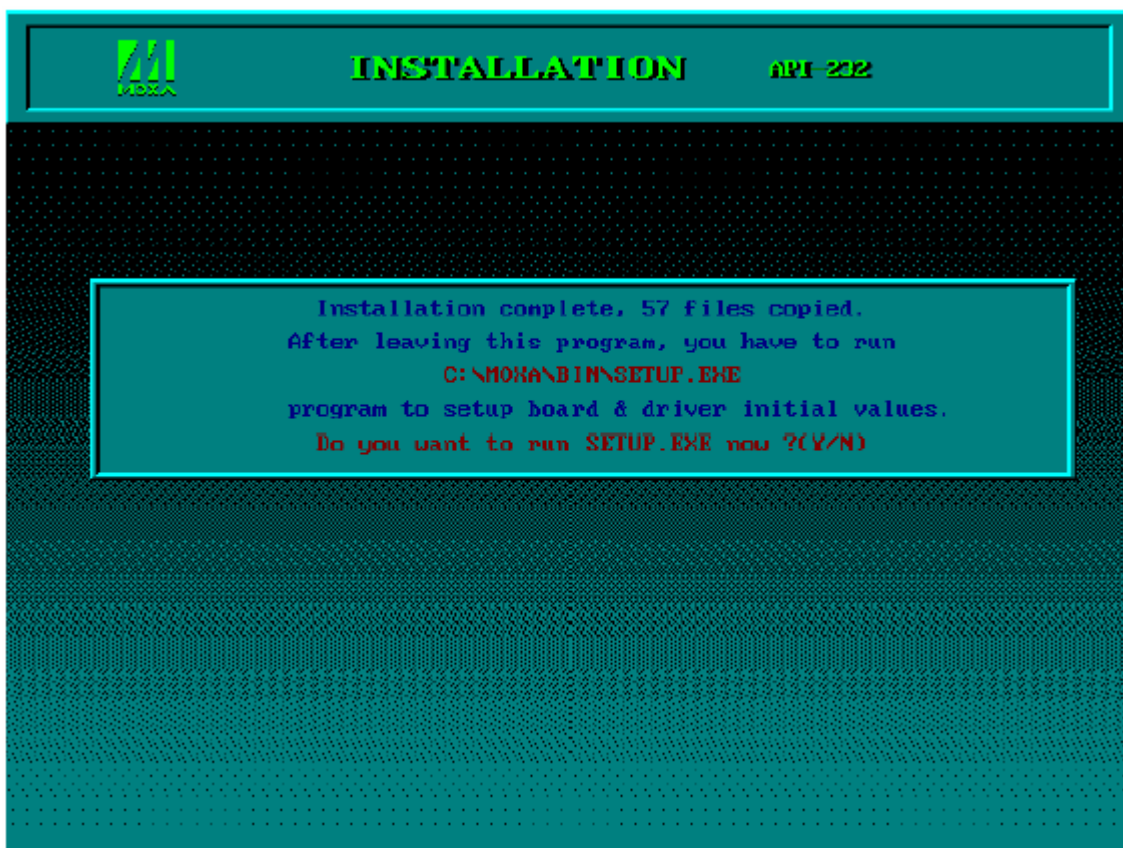 MOXA
INSTALLATION API-232
Installation complete, 57 files copied.
After leaving this program, you have to run
C:\MOXA\BIN\SETUP.EXE
program to setup board & driver initial values.
Do you want to run SETUP.EXE now ?(Y/N)